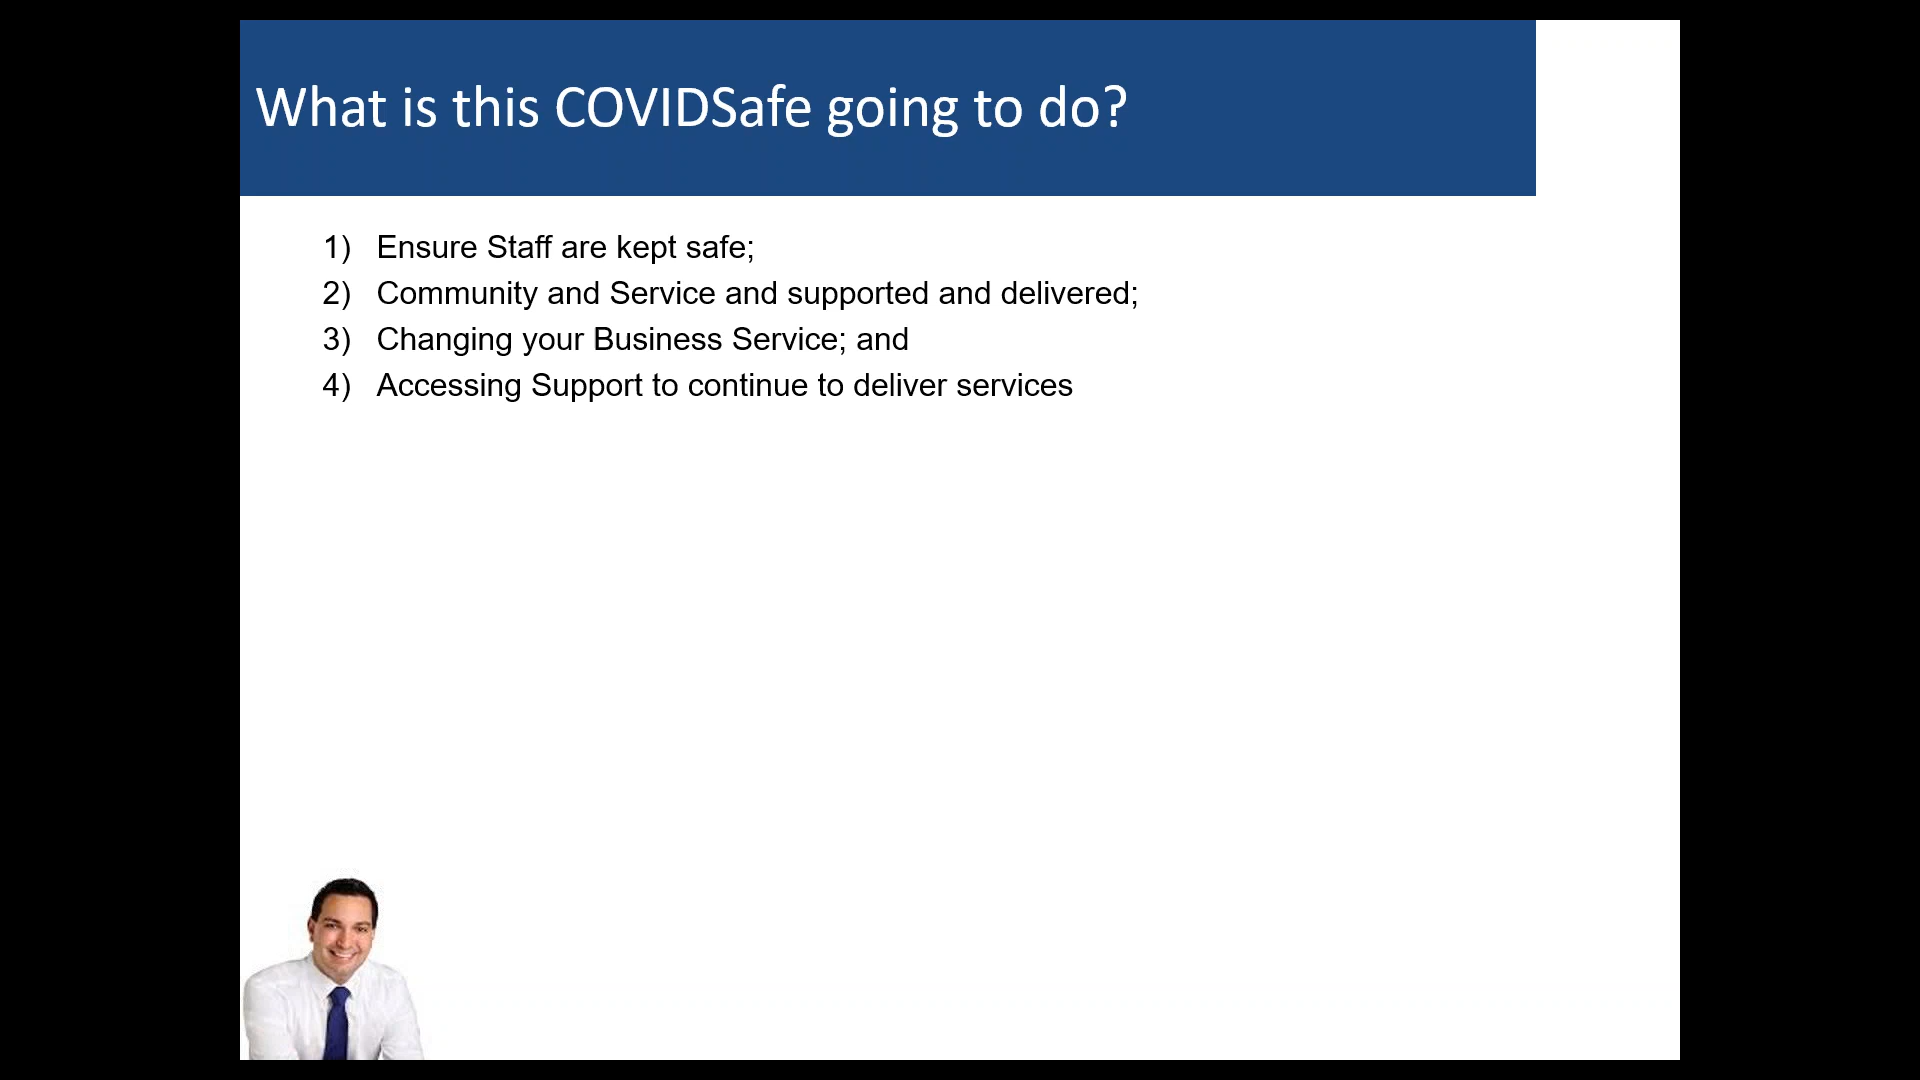 What is this COVIDSafe going to do?
1) Ensure Staff are kept safe;
2) Community and Service and supported and delivered;
3) Changing your Business Service; and
4) Accessing Support to continue to deliver services